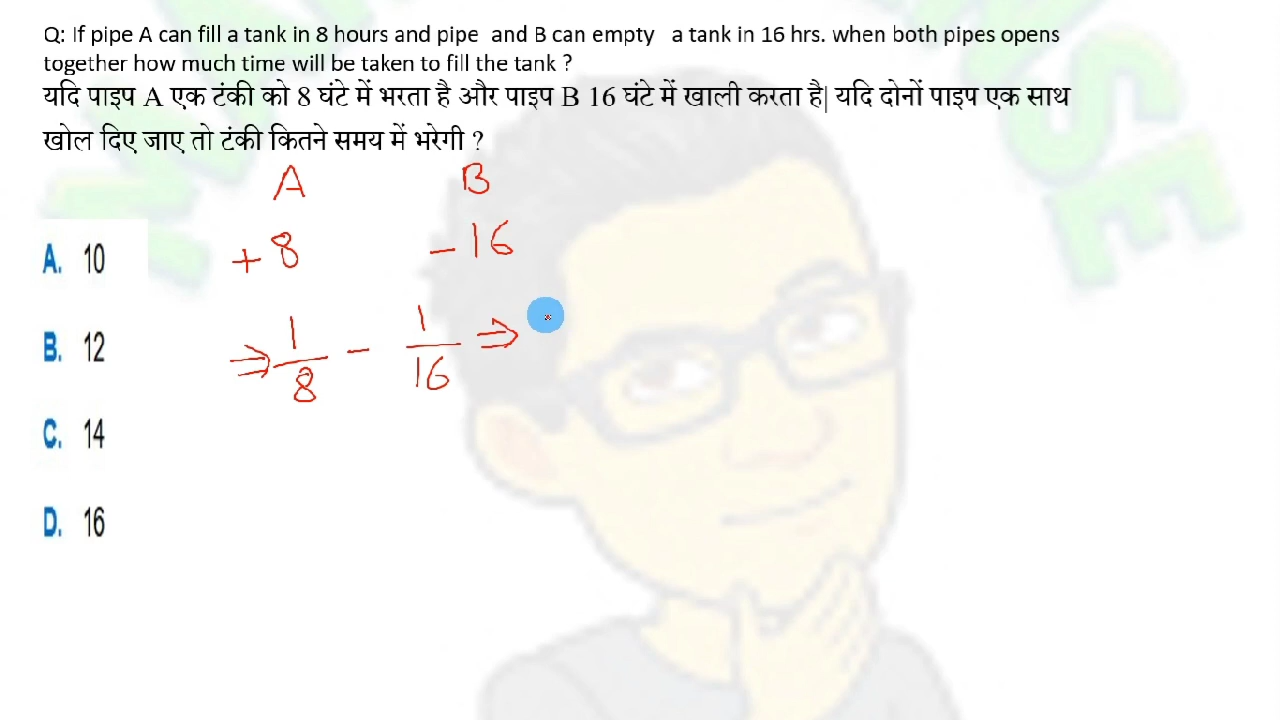 Q: If pipe A can fill a tank in 8 hours and pipe and B can empty a tank in 16 hrs. when both pipes opens
together how much time will be taken to fill the tank ?
यदि पाइप A एक टंकी को 8 घंटे में भरता है और पाइप B 16 घंटे में खाली करता है| यदि दोनों पाइप एक साथ
खोल दिए जाए तो टंकी कितने समय में भरेगी ?
A B
+8 -16
A. 10
⇒ 1/8 - 1/16 ⇒
B. 12
C. 14
D. 16